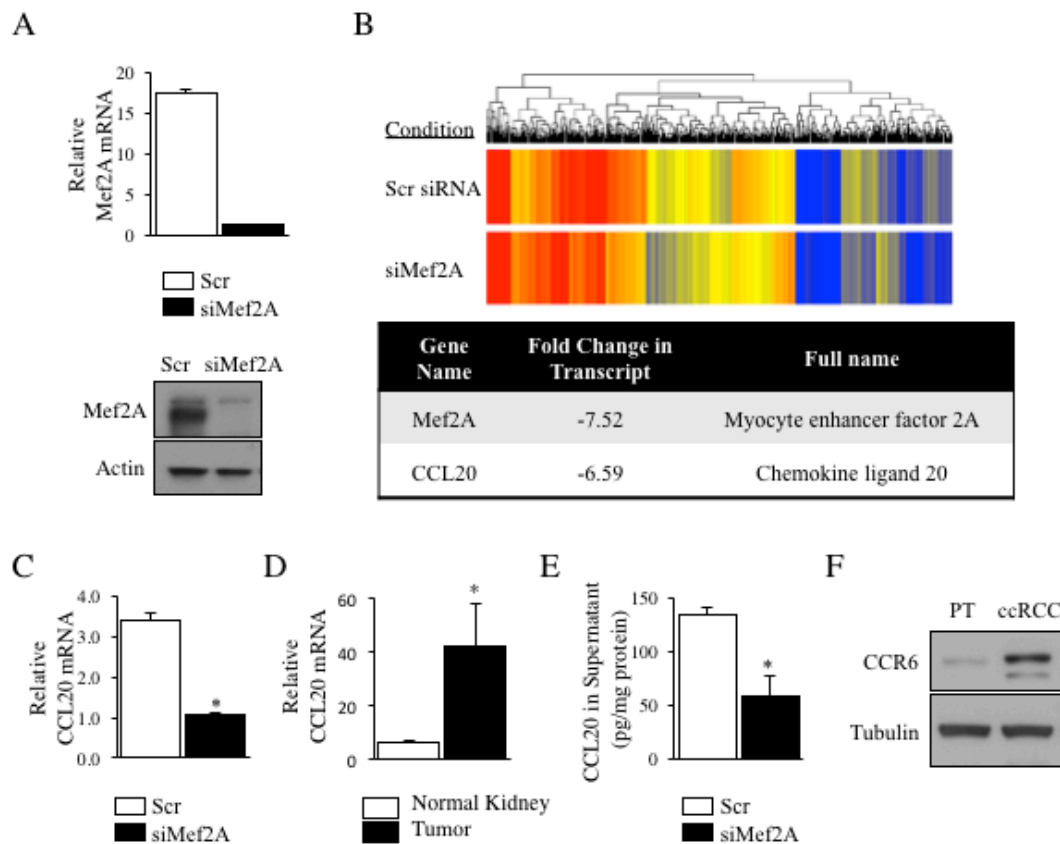 A
20
15
10
5
0
Relative
Mef2A mRNA
Scr
siMef2A
Scr siMef2A
Mef2A
Actin
B
Condition
Scr siRNA
siMef2A
Gene Name Fold Change in Transcript Full name
Mef2A -7.52 Myocyte enhancer factor 2A
CCL20 -6.59 Chemokine ligand 20
C
4.0
3.0
2.0
1.0
0.0
Relative
CCL20 mRNA
*
Scr
siMef2A
D
60
40
20
0
Relative
CCL20 mRNA
*
Normal Kidney
Tumor
E
150
100
50
0
CCL20 in Supernatant
(pg/mg protein)
*
Scr
siMef2A
F
PT ccRCC
CCR6
Tubulin